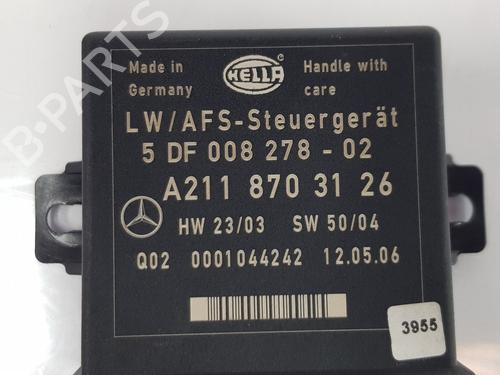 B-PARTS
HELLA
Made in
Germany
Handle with
care
LW/AFS-Steuergerät
5 DF 008 278 - 02
A211 870 31 26
HW 23/03 SW 50/04
Q02 0001044242 12.05.06
3955